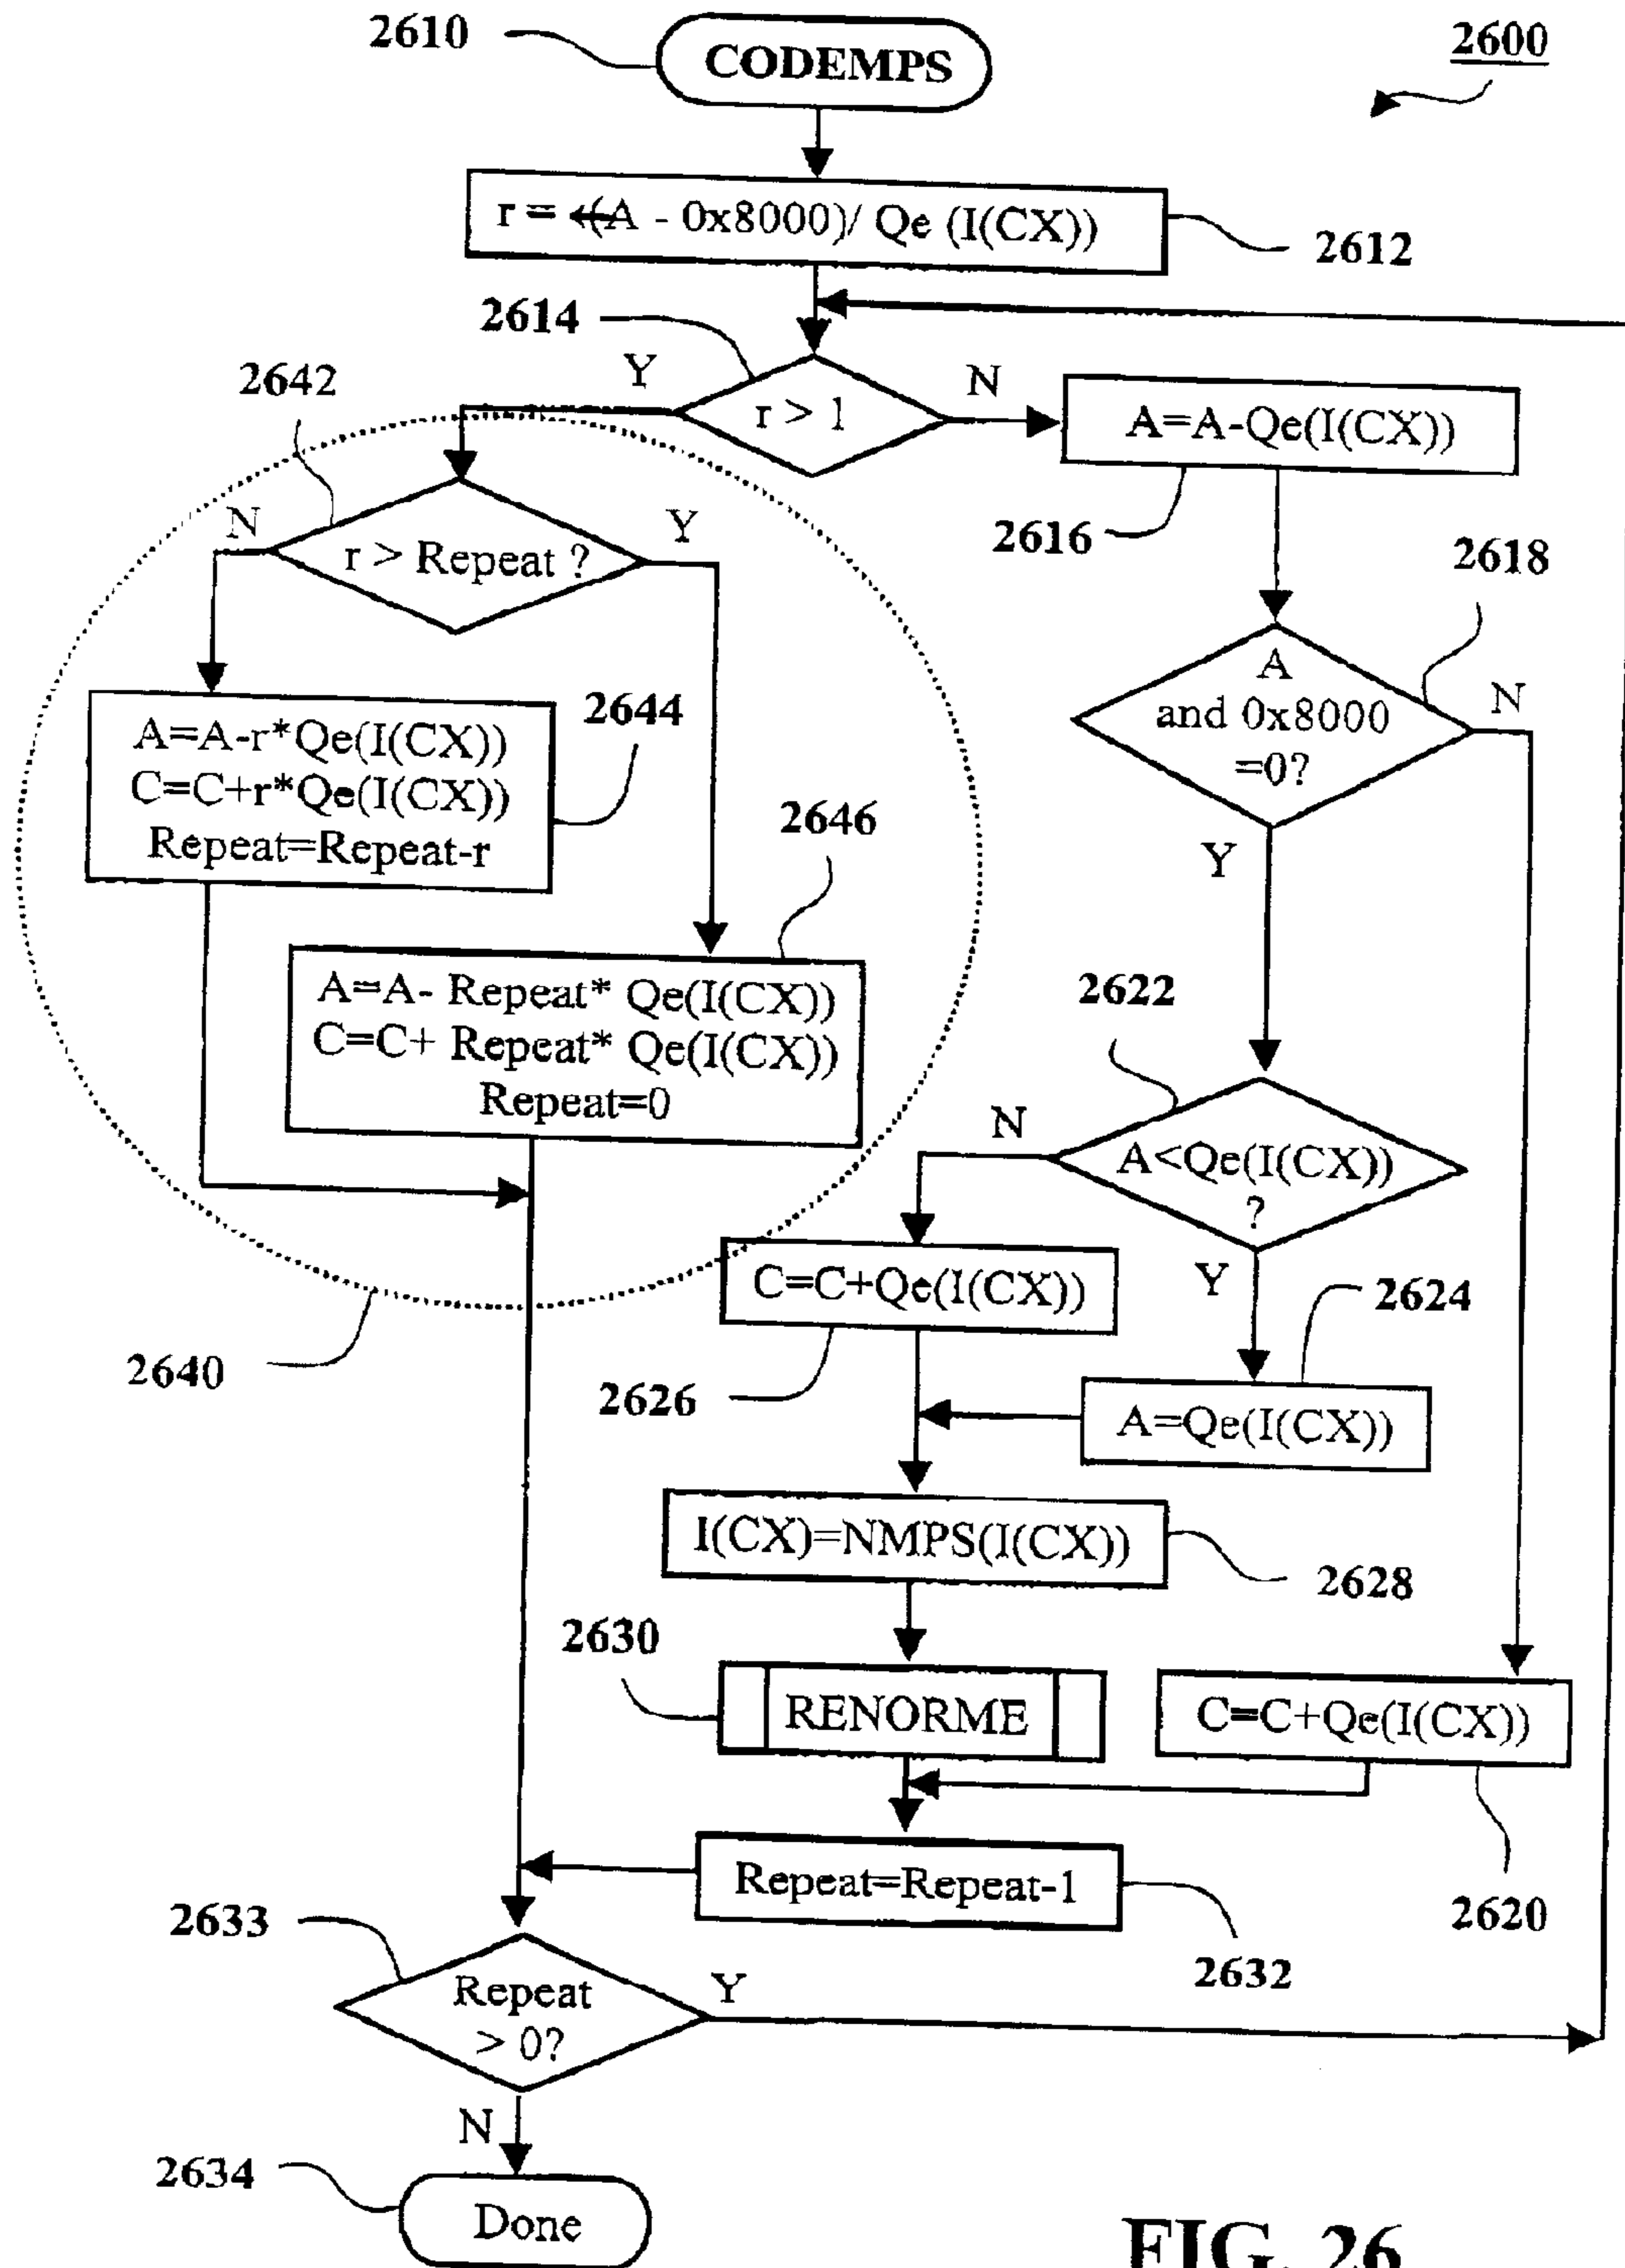 2610
CODEMPS
2600
r = ((A - 0x8000)/ Qe (I(CX))
2612
2614
Y
r > 1
N
A=A-Qe(I(CX))
2616
2642
N
r > Repeat ?
Y
2618
A
and 0x8000
=0?
N
Y
A=A-r*Qe(I(CX))
C=C+r*Qe(I(CX))
Repeat=Repeat-r
2644
2646
A=A- Repeat* Qe(I(CX))
C=C+ Repeat* Qe(I(CX))
Repeat=0
2622
N
A<Qe(I(CX))
?
Y
C=C+Qe(I(CX))
2624
2640
2626
A=Qe(I(CX))
I(CX)=NMPS(I(CX))
2628
2630
RENORME
C=C+Qe(I(CX))
2620
Repeat=Repeat-1
2632
2633
Repeat
> 0?
Y
N
2634
Done
FIG. 26